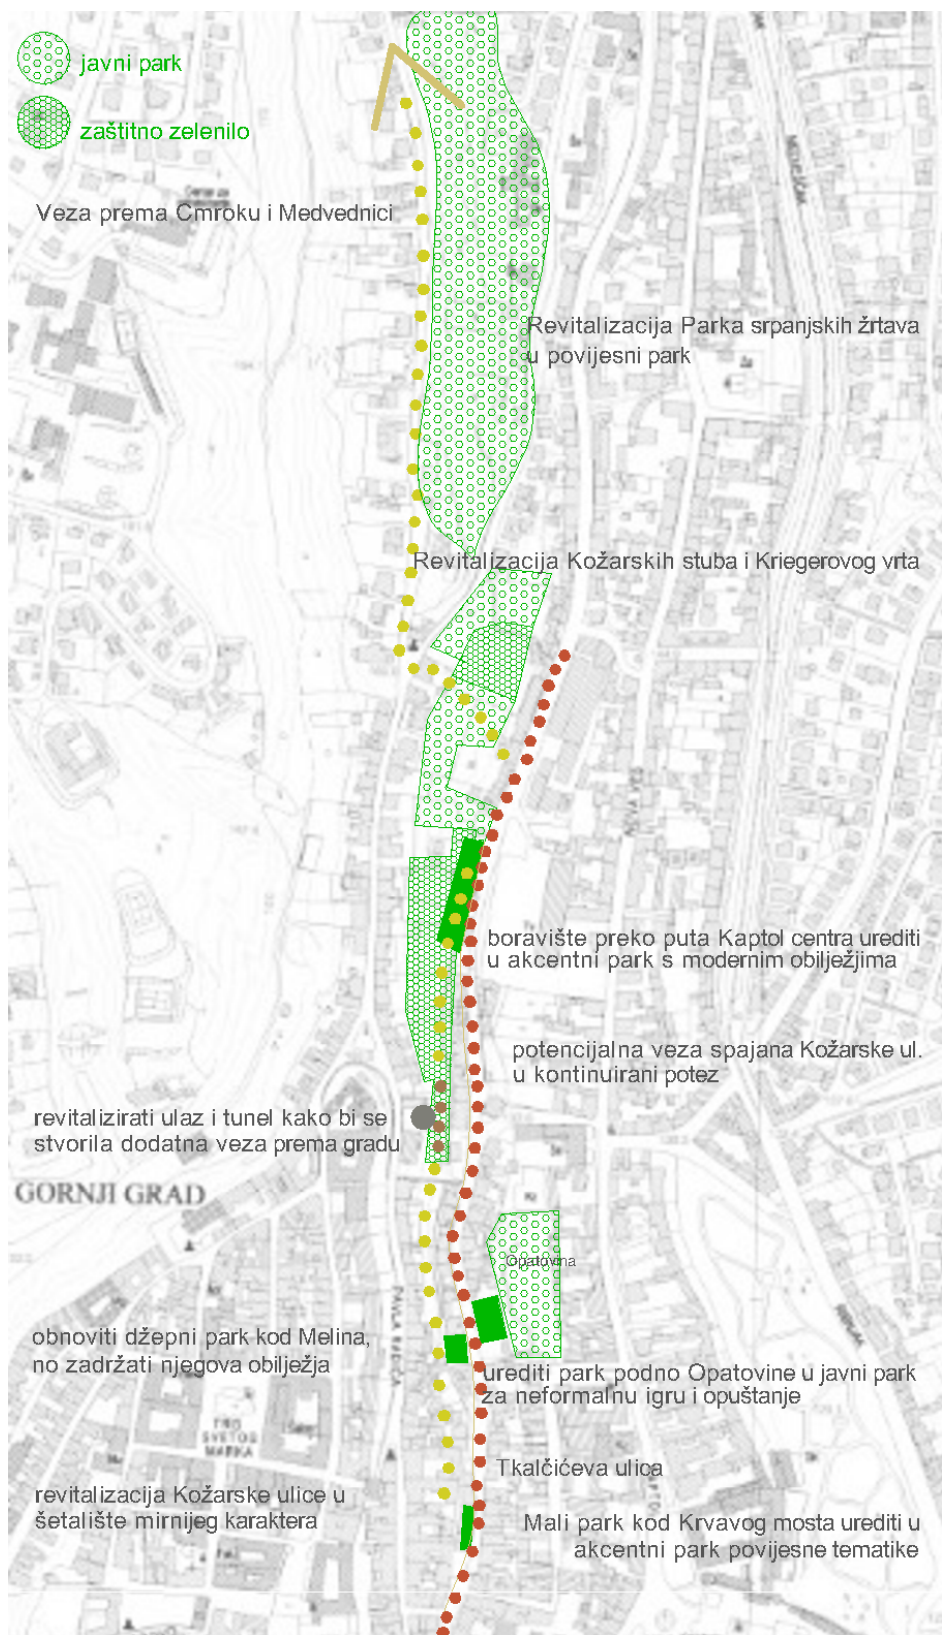 javni park
zaštitno zelenilo
Veza prema Cmroku i Medvednici
Revitalizacija Parka srpanjskih žrtava
u povijesni park
Revitalizacija Kožarskih stuba i Kriegerovog vrta
boravište preko puta Kaptol centra urediti
u akcentni park s modernim obilježjima
potencijalna veza spajana Kožarske ul.
u kontinuirani potez
revitalizirati ulaz i tunel kako bi se
stvorila dodatna veza prema gradu
GORNJI GRAD
Opatovina
obnoviti džepni park kod Melina,
no zadržati njegova obilježja
urediti park podno Opatovine u javni park
za neformalnu igru i opuštanje
TRG
SVETOG
MARKA
Tkalčićeva ulica
revitalizacija Kožarske ulice u
šetalište mirnijeg karaktera
Mali park kod Krvavog mosta urediti u
akcentni park povijesne tematike